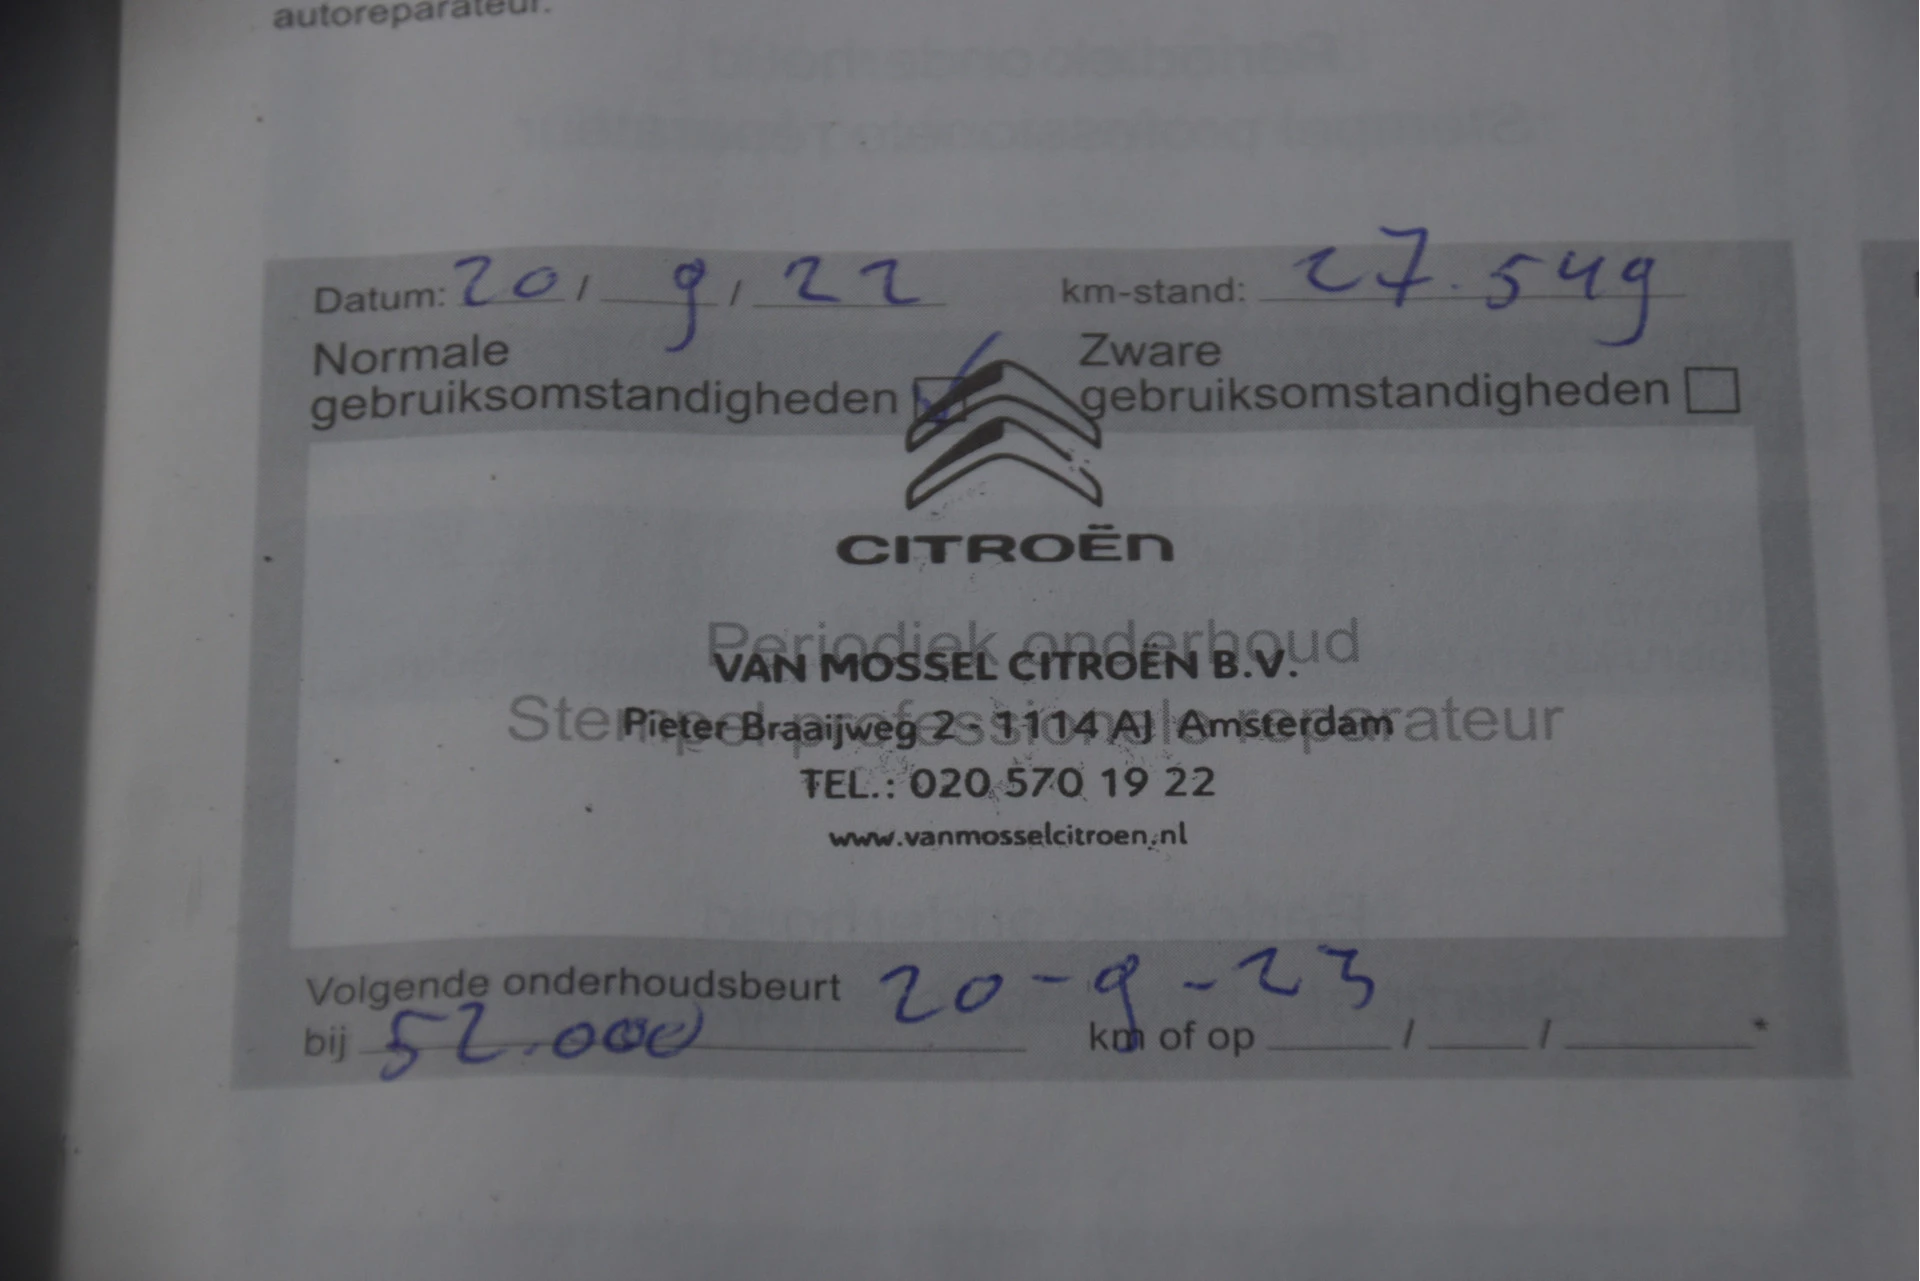 autoreparateur.
Datum: 20 / 9 / 22 km-stand: 27.549
Normale gebruiksomstandigheden Zware gebruiksomstandigheden
CITROËN
Periodiek onderhoud
VAN MOSSEL CITROËN B.V.
Stempel professionele reparateur
Pieter Braaijweg 2 - 1114 AJ Amsterdam
TEL.: 020 570 19 22
www.vanmosselcitroen.nl
Volgende onderhoudsbeurt 20-9-23
bij 52.000 km of op / / *